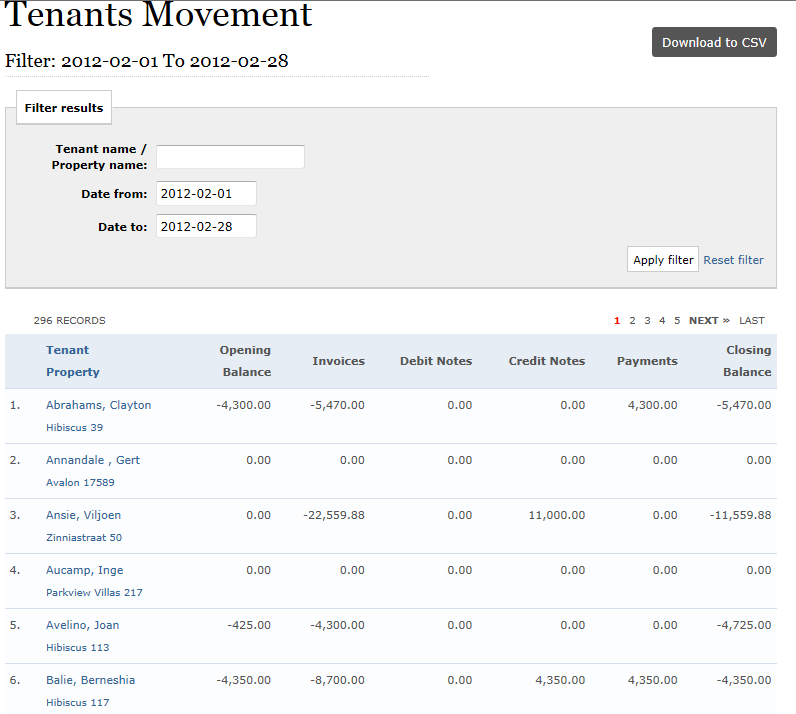 Tenants Movement
Download to CSV
Filter: 2012-02-01 To 2012-02-28
Filter results
Tenant name /
Property name:
Date from: 2012-02-01
Date to: 2012-02-28
Apply filter Reset filter
296 RECORDS 1 2 3 4 5 NEXT » LAST
Tenant Opening Invoices Debit Notes Credit Notes Payments Closing
Property Balance Balance
1. Abrahams, Clayton -4,300.00 -5,470.00 0.00 0.00 4,300.00 -5,470.00
Hibiscus 39
2. Annandale , Gert 0.00 0.00 0.00 0.00 0.00 0.00
Avalon 17589
3. Ansie, Viljoen 0.00 -22,559.88 0.00 11,000.00 0.00 -11,559.88
Zinniastraat 50
4. Aucamp, Inge 0.00 0.00 0.00 0.00 0.00 0.00
Parkview Villas 217
5. Avelino, Joan -425.00 -4,300.00 0.00 0.00 0.00 -4,725.00
Hibiscus 113
6. Balie, Berneshia -4,350.00 -8,700.00 0.00 4,350.00 4,350.00 -4,350.00
Hibiscus 117